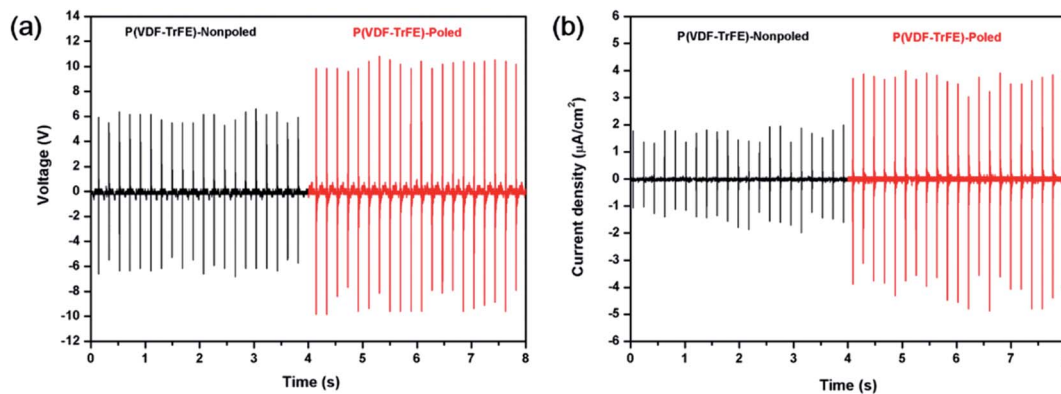 (a)
P(VDF-TrFE)-Nonpoled
P(VDF-TrFE)-Poled
Voltage (V)
14
12
10
8
6
4
2
0
-2
-4
-6
-8
-10
-12
0 1 2 3 4 5 6 7 8
Time (s)
(b)
P(VDF-TrFE)-Nonpoled
P(VDF-TrFE)-Poled
Current density (μA/cm²)
6
5
4
3
2
1
0
-1
-2
-3
-4
-5
-6
0 1 2 3 4 5 6 7
Time (s)